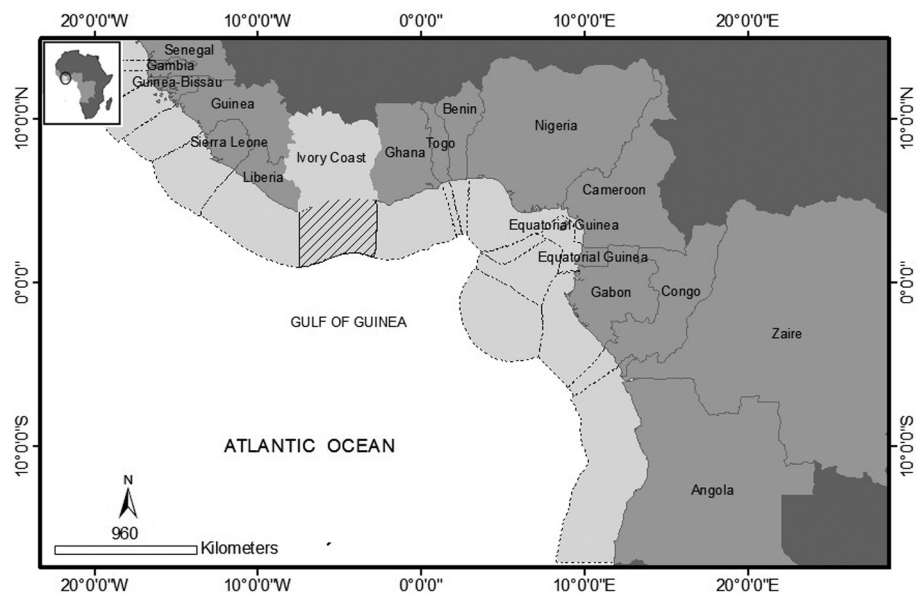 20°0'0"W 10°0'0"W 0°0'0" 10°0'0"E 20°0'0"E
Senegal
Gambia
Guinea-Bissau
Guinea
Benin
10°0'0"N
10°0'0"N
Nigeria
Sierra Leone
Togo
Ghana
Ivory Coast
Liberia
Cameroon
Equatorial Guinea
Equatorial Guinea
0°0'0"
0°0'0"
Gabon
Congo
GULF OF GUINEA
Zaire
ATLANTIC OCEAN
10°0'0"S
10°0'0"S
N
Angola
960
Kilometers
20°0'0"W 10°0'0"W 0°0'0" 10°0'0"E 20°0'0"E